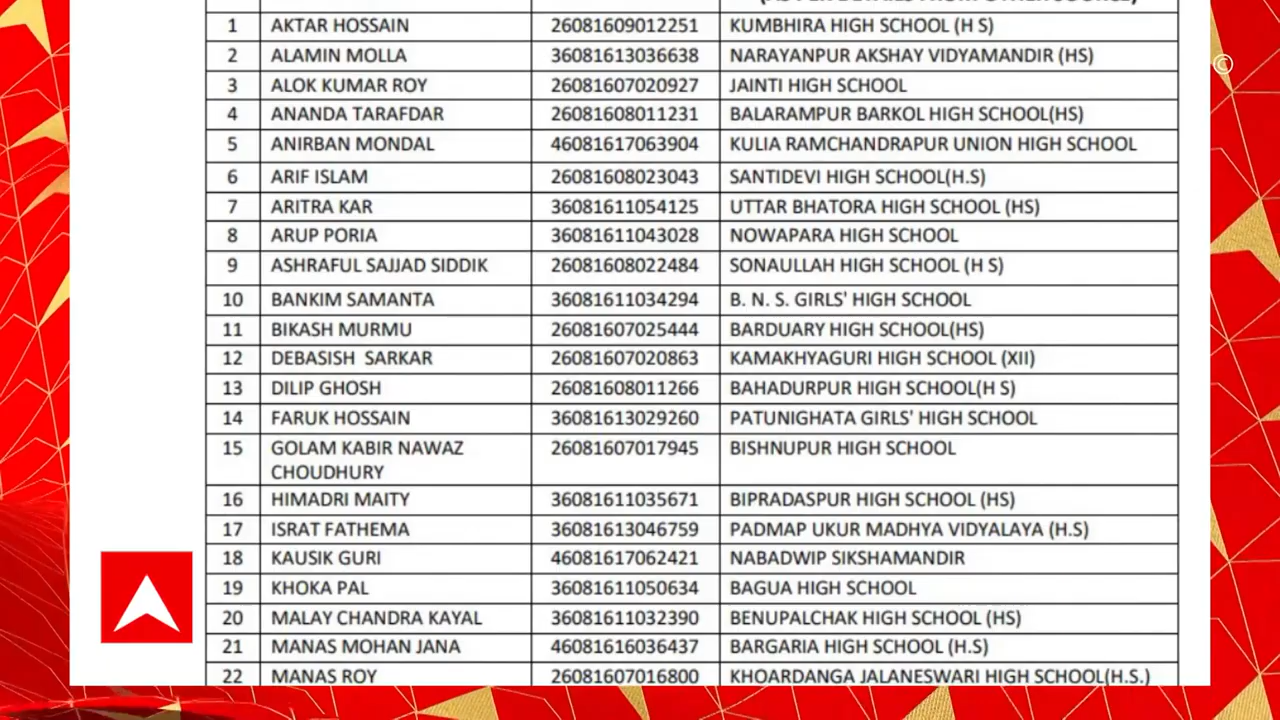 1 AKTAR HOSSAIN 26081609012251 KUMBHIRA HIGH SCHOOL (H S)
2 ALAMIN MOLLA 36081613036638 NARAYANPUR AKSHAY VIDYAMANDIR (HS)
©
3 ALOK KUMAR ROY 26081607020927 JAINTI HIGH SCHOOL
4 ANANDA TARAFDAR 26081608011231 BALARAMPUR BARKOL HIGH SCHOOL(HS)
5 ANIRBAN MONDAL 46081617063904 KULIA RAMCHANDRAPUR UNION HIGH SCHOOL
6 ARIF ISLAM 26081608023043 SANTIDEVI HIGH SCHOOL(H.S)
7 ARITRA KAR 36081611054125 UTTAR BHATORA HIGH SCHOOL (HS)
8 ARUP PORIA 36081611043028 NOWAPARA HIGH SCHOOL
9 ASHRAFUL SAJJAD SIDDIK 26081608022484 SONAULLAH HIGH SCHOOL (H S)
10 BANKIM SAMANTA 36081611034294 B. N. S. GIRLS' HIGH SCHOOL
11 BIKASH MURMU 26081607025444 BARDUARY HIGH SCHOOL(HS)
12 DEBASISH SARKAR 26081607020863 KAMAKHYAGURI HIGH SCHOOL (XII)
13 DILIP GHOSH 26081608011266 BAHADURPUR HIGH SCHOOL(H S)
14 FARUK HOSSAIN 36081613029260 PATUNIGHATA GIRLS' HIGH SCHOOL
15 GOLAM KABIR NAWAZ 26081607017945 BISHNUPUR HIGH SCHOOL
CHOUDHURY
16 HIMADRI MAITY 36081611035671 BIPRADASPUR HIGH SCHOOL (HS)
17 ISRAT FATHEMA 36081613046759 PADMAP UKUR MADHYA VIDYALAYA (H.S)
18 KAUSIK GURI 46081617062421 NABADWIP SIKSHAMANDIR
19 KHOKA PAL 36081611050634 BAGUA HIGH SCHOOL
20 MALAY CHANDRA KAYAL 36081611032390 BENUPALCHAK HIGH SCHOOL (HS)
21 MANAS MOHAN JANA 46081616036437 BARGARIA HIGH SCHOOL (H.S)
22 MANAS ROY 26081607016800 KHOARDANGA JALANESWARI HIGH SCHOOL(H.S.)